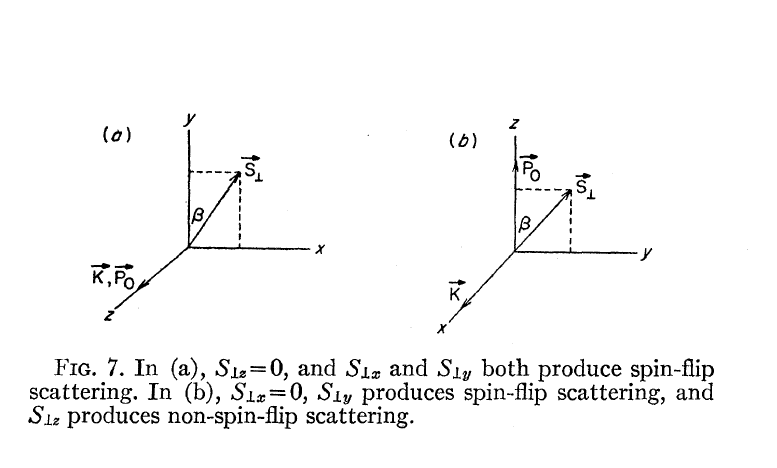 (a)
y
S⊥
β
x
K, P₀
z
(b)
z
P₀
S⊥
β
y
K
x
FIG. 7. In (a), S⊥z=0, and S⊥x and S⊥y both produce spin-flip
scattering. In (b), S⊥x=0, S⊥y produces spin-flip scattering, and
S⊥z produces non-spin-flip scattering.